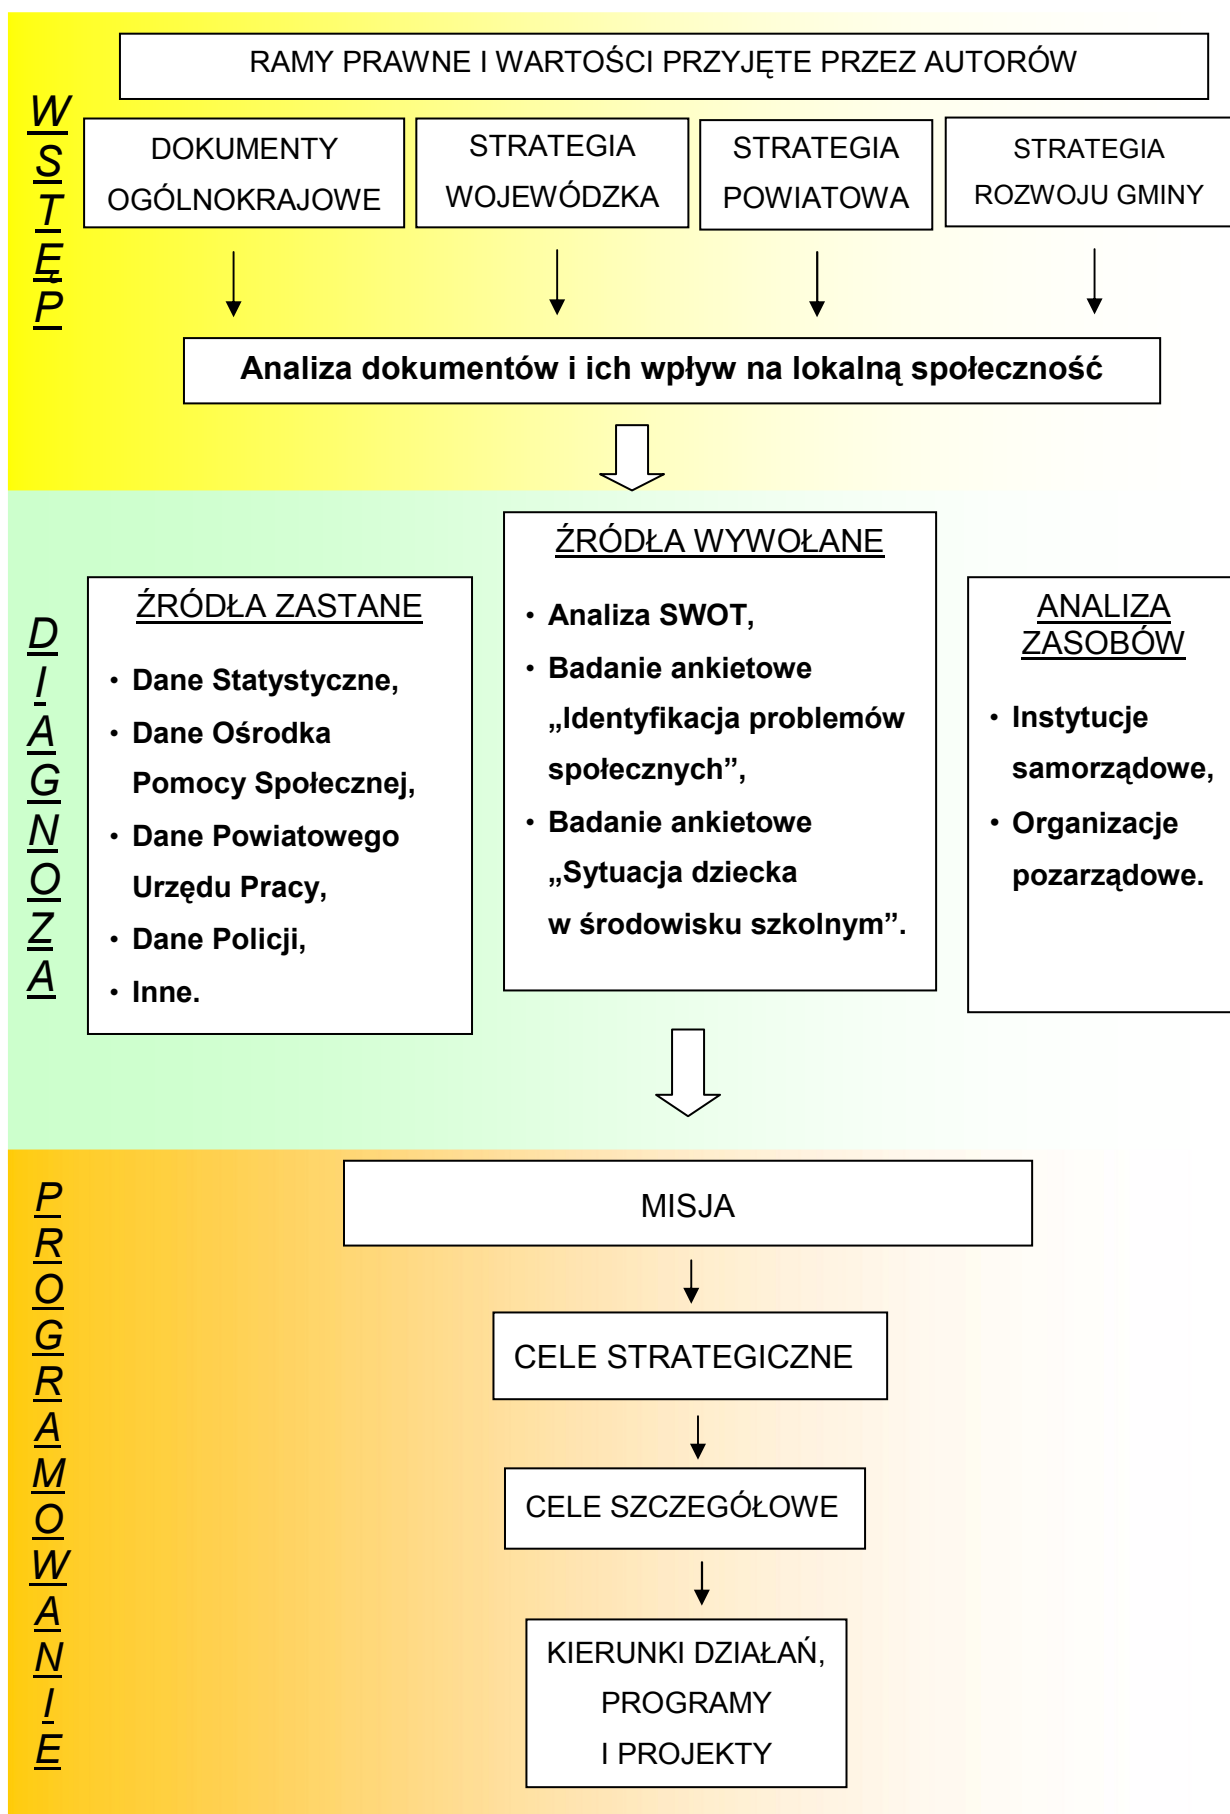 WSTĘP
RAMY PRAWNE I WARTOŚCI PRZYJĘTE PRZEZ AUTORÓW
DOKUMENTY
OGÓLNOKRAJOWE
STRATEGIA
WOJEWÓDZKA
STRATEGIA
POWIATOWA
STRATEGIA
ROZWOJU GMINY
Analiza dokumentów i ich wpływ na lokalną społeczność
DIAGNOZA
ŹRÓDŁA ZASTANE
• Dane Statystyczne,
• Dane Ośrodka
Pomocy Społecznej,
• Dane Powiatowego
Urzędu Pracy,
• Dane Policji,
• Inne.
ŹRÓDŁA WYWOŁANE
• Analiza SWOT,
• Badanie ankietowe
„Identyfikacja problemów
społecznych”,
• Badanie ankietowe
„Sytuacja dziecka
w środowisku szkolnym”.
ANALIZA
ZASOBÓW
• Instytucje
samorządowe,
• Organizacje
pozarządowe.
PROGRAMOWANIE
MISJA
CELE STRATEGICZNE
CELE SZCZEGÓŁOWE
KIERUNKI DZIAŁAŃ,
PROGRAMY
I PROJEKTY